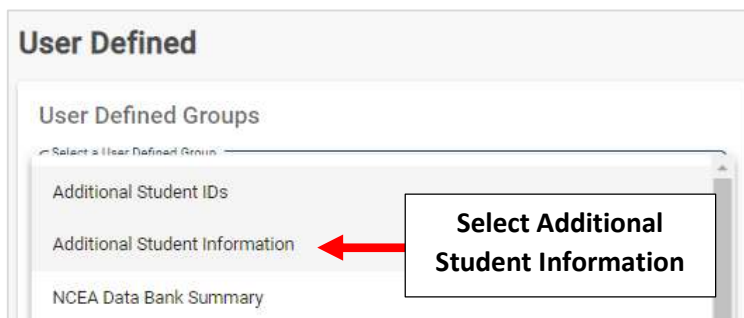 User Defined
User Defined Groups
Select a User Defined Group
Additional Student IDs
Additional Student Information
Select Additional
Student Information
NCEA Data Bank Summary